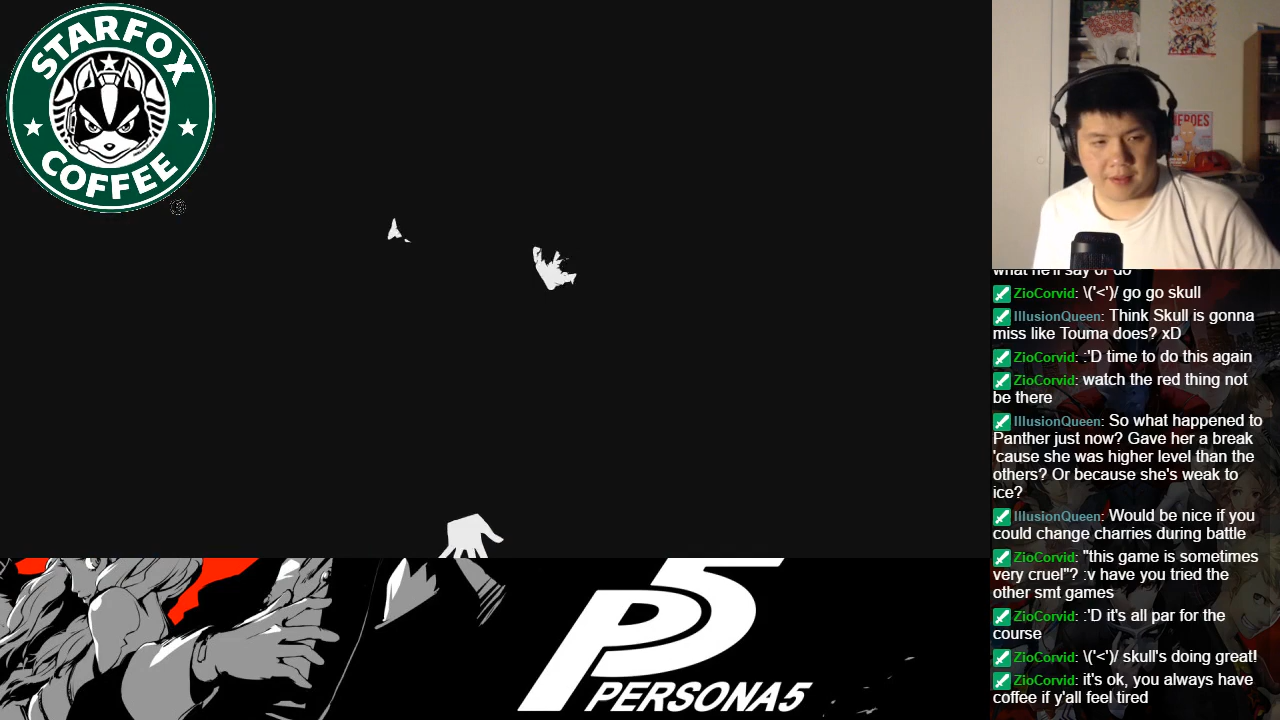 STARFOX
COFFEE
HEROES
what he'll say or do
ZioCorvid: \('<')/ go go skull
IllusionQueen: Think Skull is gonna
miss like Touma does? xD
ZioCorvid: :'D time to do this again
ZioCorvid: watch the red thing not
be there
IllusionQueen: So what happened to
Panther just now? Gave her a break
'cause she was higher level than the
others? Or because she's weak to
ice?
IllusionQueen: Would be nice if you
could change charries during battle
ZioCorvid: "this game is sometimes
very cruel"? :v have you tried the
other smt games
ZioCorvid: :'D it's all par for the
course
ZioCorvid: \('<')/ skull's doing great!
ZioCorvid: it's ok, you always have
coffee if y'all feel tired
P5
PERSONA5